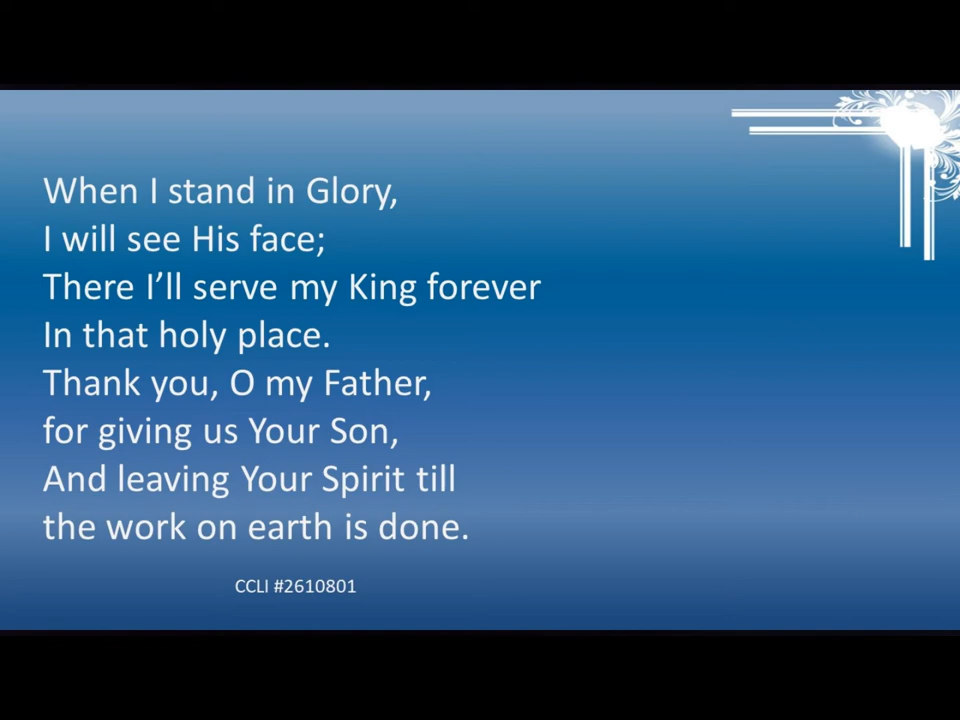 When I stand in Glory,
I will see His face;
There I’ll serve my King forever
In that holy place.
Thank you, O my Father,
for giving us Your Son,
And leaving Your Spirit till
the work on earth is done.
CCLI #2610801